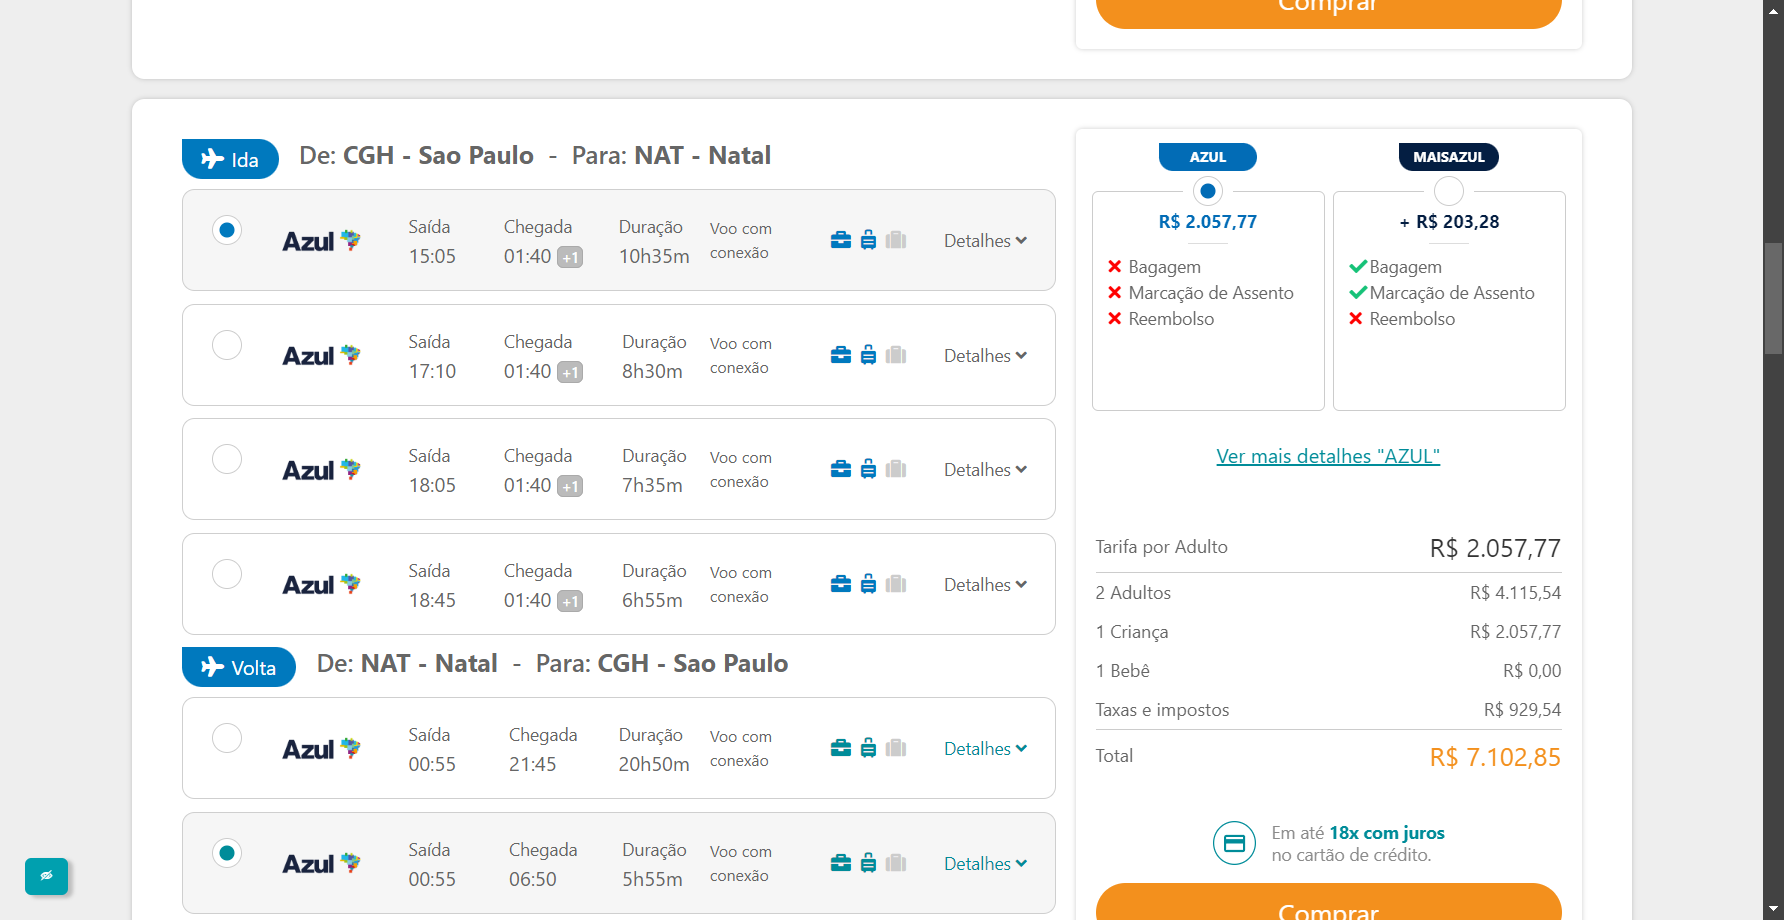 Comprar
Ida
De: CGH - Sao Paulo - Para: NAT - Natal
Azul
Saída
15:05
Chegada
01:40 +1
Duração
10h35m
Voo com
conexão
Detalhes
Azul
Saída
17:10
Chegada
01:40 +1
Duração
8h30m
Voo com
conexão
Detalhes
Azul
Saída
18:05
Chegada
01:40 +1
Duração
7h35m
Voo com
conexão
Detalhes
Azul
Saída
18:45
Chegada
01:40 +1
Duração
6h55m
Voo com
conexão
Detalhes
Volta
De: NAT - Natal - Para: CGH - Sao Paulo
Azul
Saída
00:55
Chegada
21:45
Duração
20h50m
Voo com
conexão
Detalhes
Azul
Saída
00:55
Chegada
06:50
Duração
5h55m
Voo com
conexão
Detalhes
AZUL
R$ 2.057,77
Bagagem
Marcação de Assento
Reembolso
MAISAZUL
+ R$ 203,28
Bagagem
Marcação de Assento
Reembolso
Ver mais detalhes "AZUL"
Tarifa por Adulto R$ 2.057,77
2 Adultos R$ 4.115,54
1 Criança R$ 2.057,77
1 Bebê R$ 0,00
Taxas e impostos R$ 929,54
Total R$ 7.102,85
Em até 18x com juros
no cartão de crédito.
Comprar